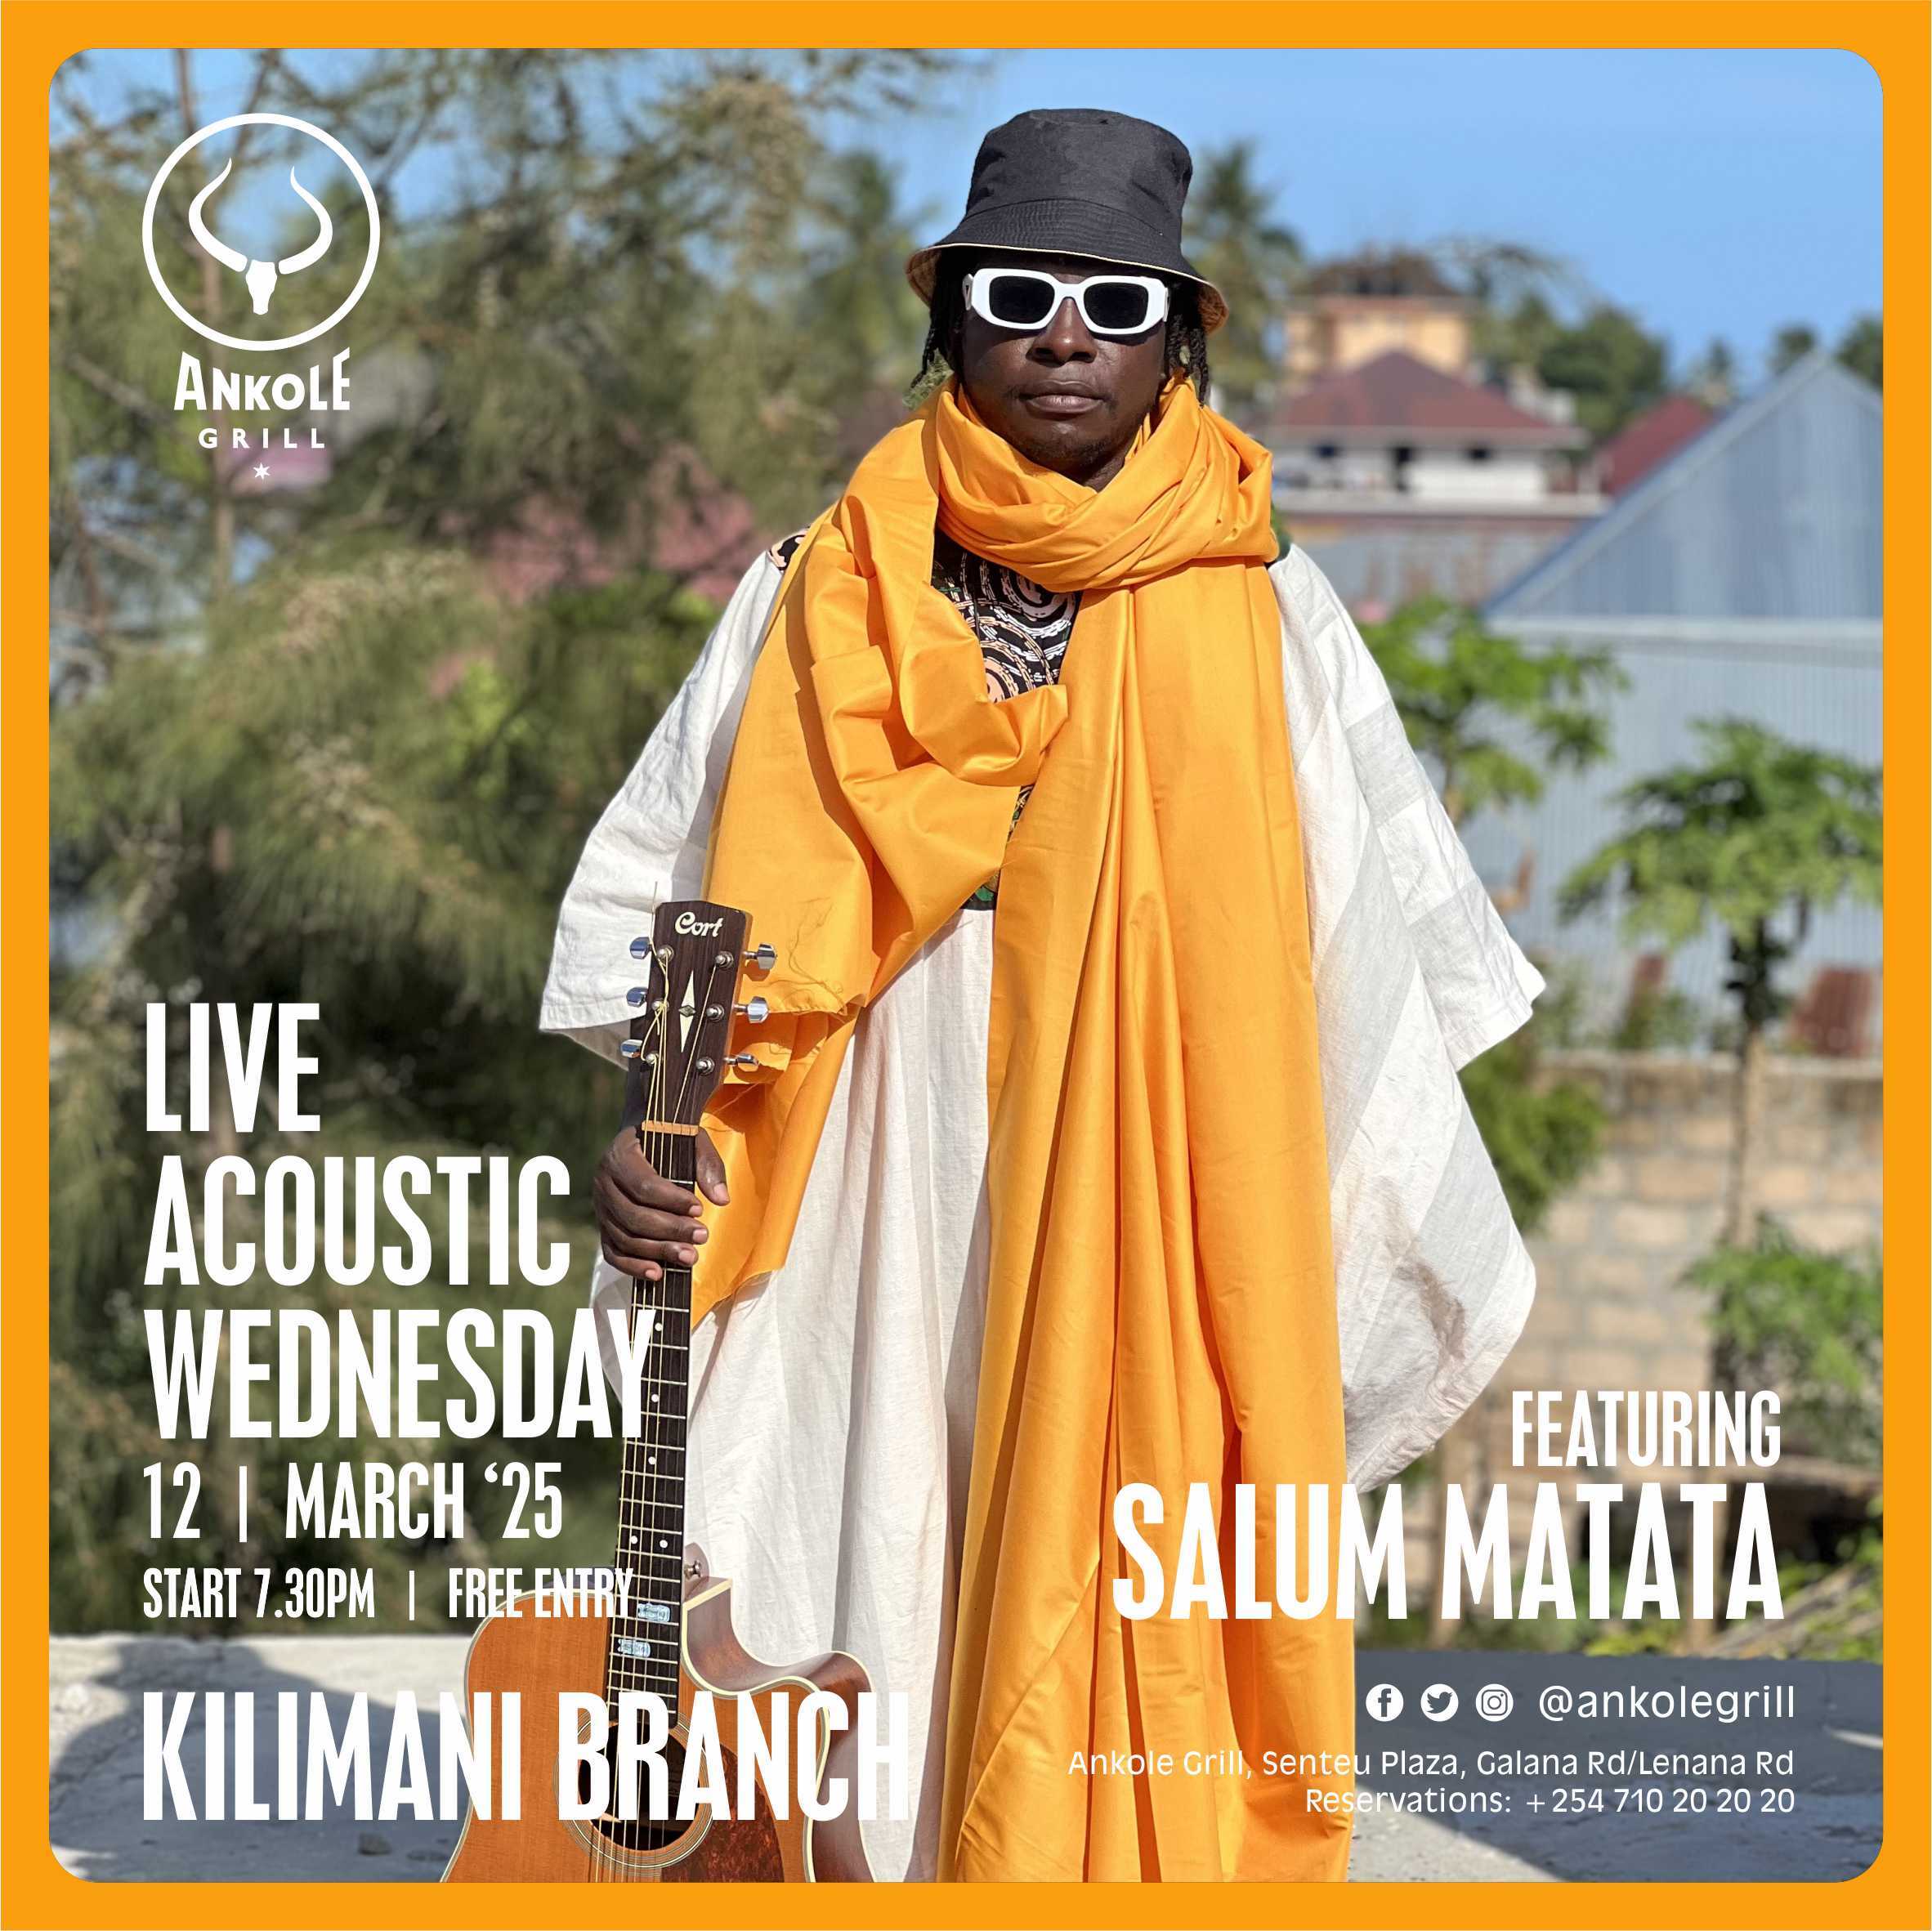 ANKOLE
GRILL
Cort
LIVE
ACOUSTIC
WEDNESDAY
12 | MARCH ‘25
START 7.30PM | FREE ENTRY
KILIMANI BRANCH
FEATURING
SALUM MATATA
@ankolegrill
Ankole Grill, Senteu Plaza, Galana Rd/Lenana Rd
Reservations: +254 710 20 20 20